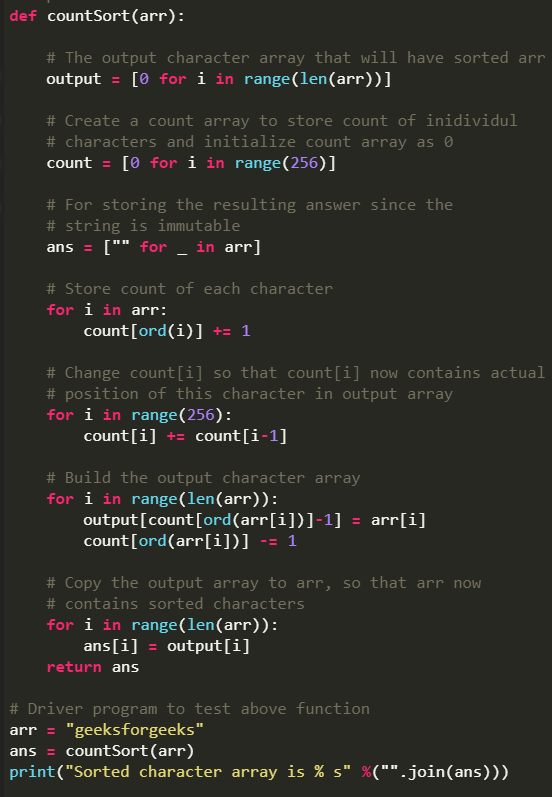 def countSort(arr):

    # The output character array that will have sorted arr
    output = [0 for i in range(len(arr))]

    # Create a count array to store count of inidividul
    # characters and initialize count array as 0
    count = [0 for i in range(256)]

    # For storing the resulting answer since the
    # string is immutable
    ans = ["" for _ in arr]

    # Store count of each character
    for i in arr:
        count[ord(i)] += 1

    # Change count[i] so that count[i] now contains actual
    # position of this character in output array
    for i in range(256):
        count[i] += count[i-1]

    # Build the output character array
    for i in range(len(arr)):
        output[count[ord(arr[i])]-1] = arr[i]
        count[ord(arr[i])] -= 1

    # Copy the output array to arr, so that arr now
    # contains sorted characters
    for i in range(len(arr)):
        ans[i] = output[i]
    return ans

# Driver program to test above function
arr = "geeksforgeeks"
ans = countSort(arr)
print("Sorted character array is % s" %("".join(ans)))